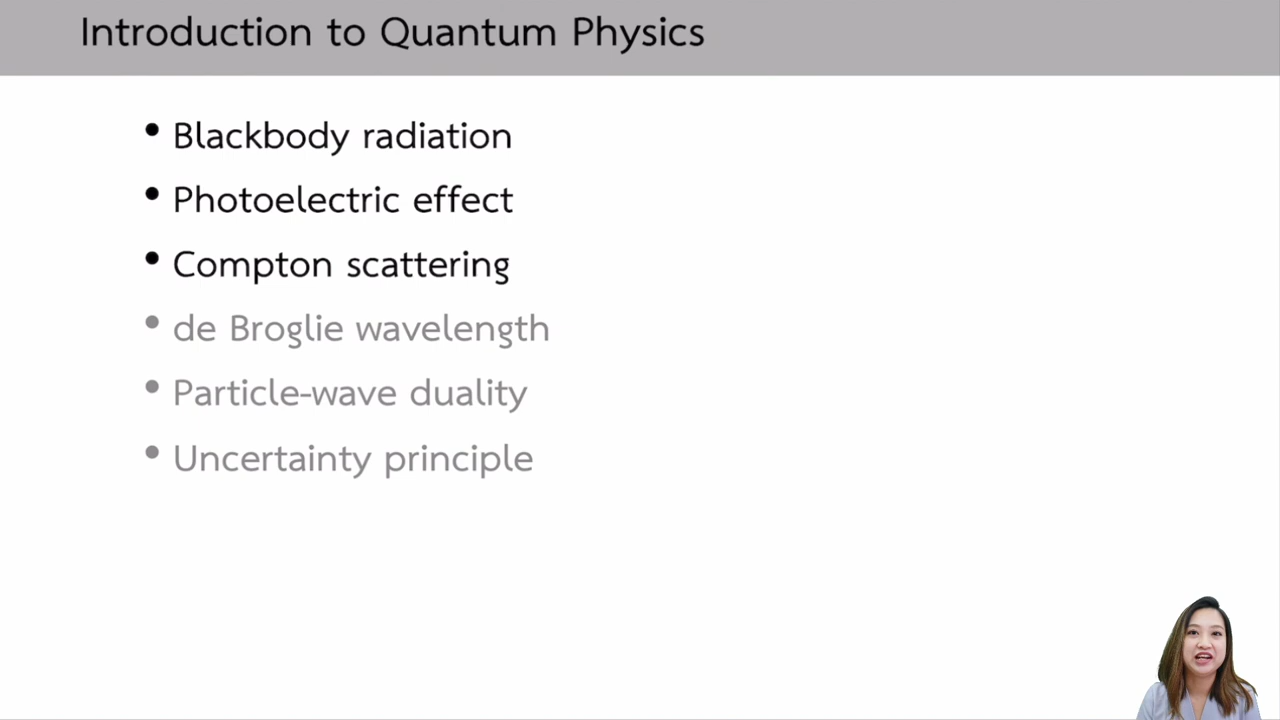 Introduction to Quantum Physics
• Blackbody radiation
• Photoelectric effect
• Compton scattering
• de Broglie wavelength
• Particle-wave duality
• Uncertainty principle